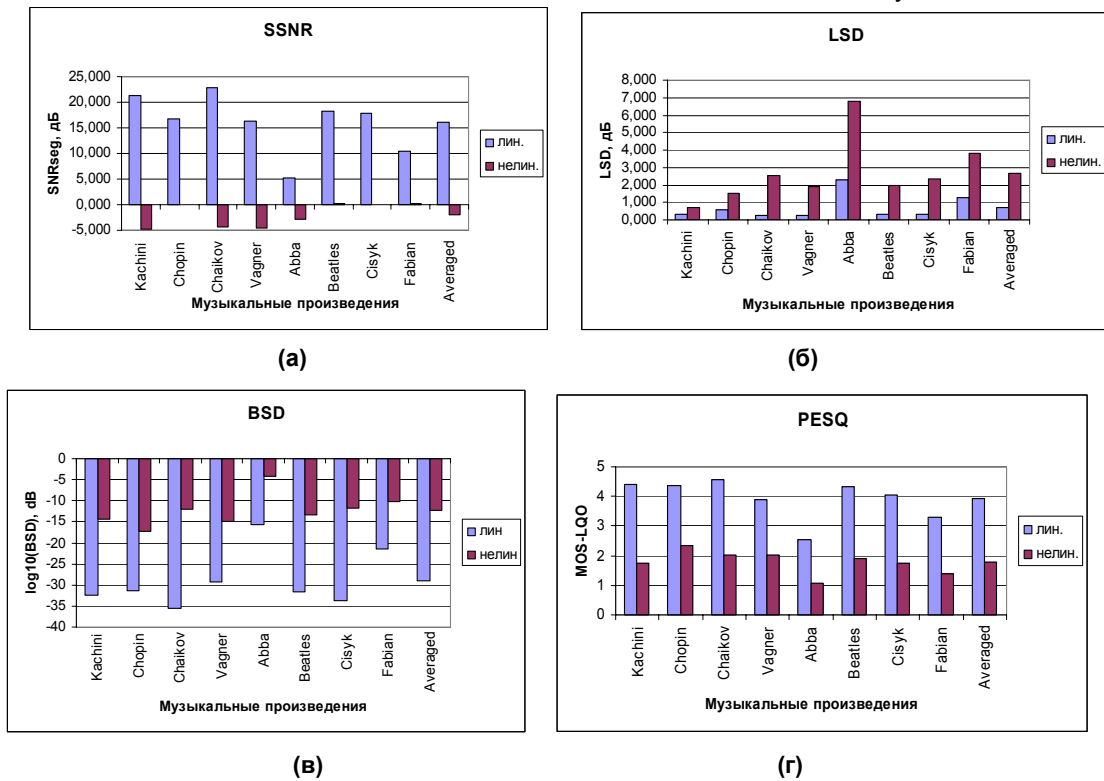 SSNR
SNRseg, дБ
25,000
20,000
15,000
10,000
5,000
0,000
-5,000
Kachini
Chopin
Chaikov
Vagner
Abba
Beatles
Cisyk
Fabian
Averaged
Музыкальные произведения
лин.
нелин.
(а)
LSD
LSD, дБ
8,000
7,000
6,000
5,000
4,000
3,000
2,000
1,000
0,000
Kachini
Chopin
Chaikov
Vagner
Abba
Beatles
Cisyk
Fabian
Averaged
Музыкальные произведения
лин.
нелин.
(б)
BSD
log10(BSD), dB
0
-5
-10
-15
-20
-25
-30
-35
-40
Kachini
Chopin
Chaikov
Vagner
Abba
Beatles
Cisyk
Fabian
Averaged
Музыкальные произведения
лин
нелин
(в)
PESQ
MOS-LQO
5
4
3
2
1
0
Kachini
Chopin
Chaikov
Vagner
Abba
Beatles
Cisyk
Fabian
Averaged
Музыкальные произведения
лин.
нелин.
(г)